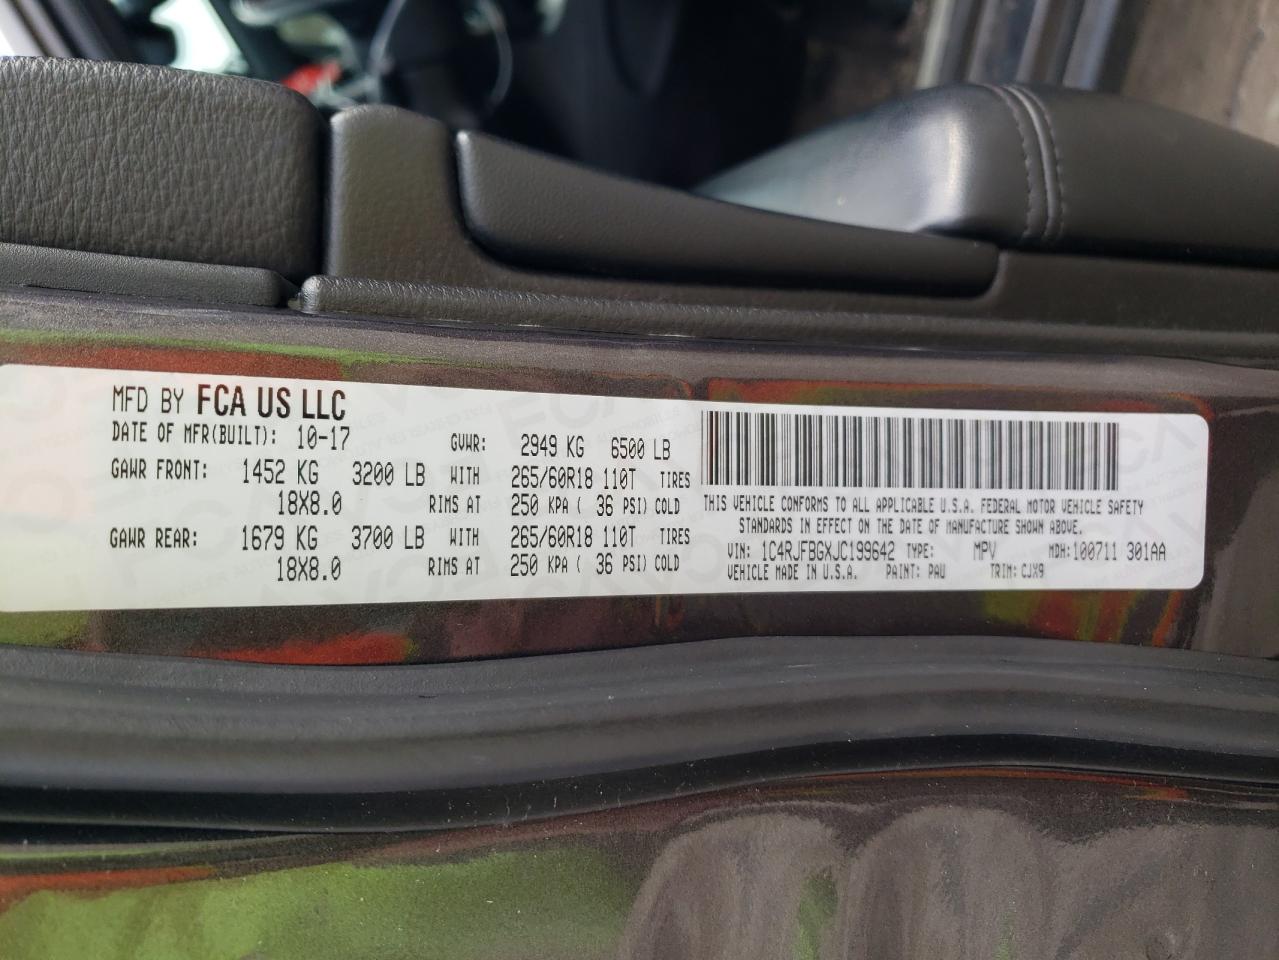 MFD BY FCA US LLC
DATE OF MFR(BUILT): 10-17 GVWR: 2949 KG 6500 LB
GAWR FRONT: 1452 KG 3200 LB WITH 265/60R18 110T TIRES
18X8.0 RIMS AT 250 KPA ( 36 PSI) COLD
GAWR REAR: 1679 KG 3700 LB WITH 265/60R18 110T TIRES
18X8.0 RIMS AT 250 KPA ( 36 PSI) COLD
THIS VEHICLE CONFORMS TO ALL APPLICABLE U.S.A. FEDERAL MOTOR VEHICLE SAFETY
STANDARDS IN EFFECT ON THE DATE OF MANUFACTURE SHOWN ABOVE.
VIN: 1C4RJFBGXJC199642 TYPE: MPV MDH:100711 301AA
VEHICLE MADE IN U.S.A. PAINT: PAU TRIM: CJX9